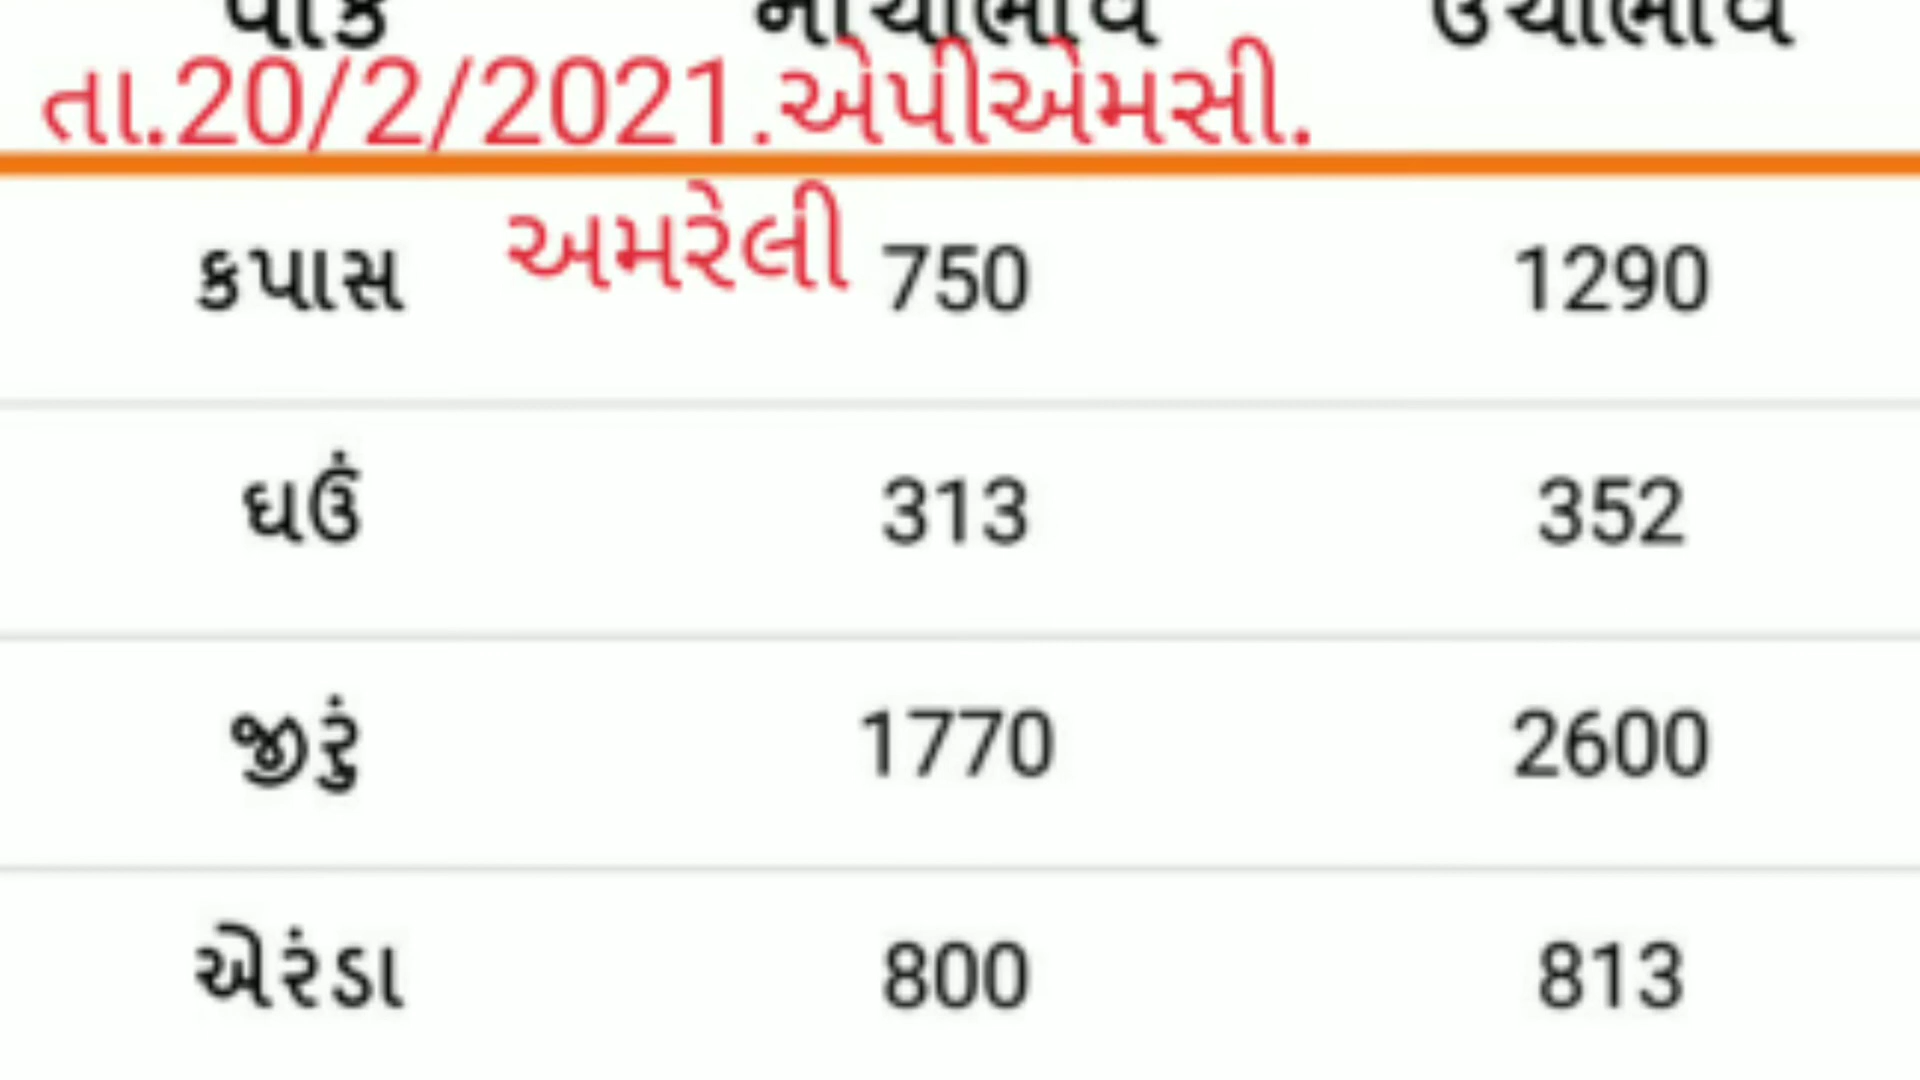 પાક નીચોભાવ ઉંચોભાવ
તા.20/2/2021.એપીએમસી.
અમરેલી
કપાસ 750 1290
ઘઉં 313 352
જીરું 1770 2600
એરંડા 800 813